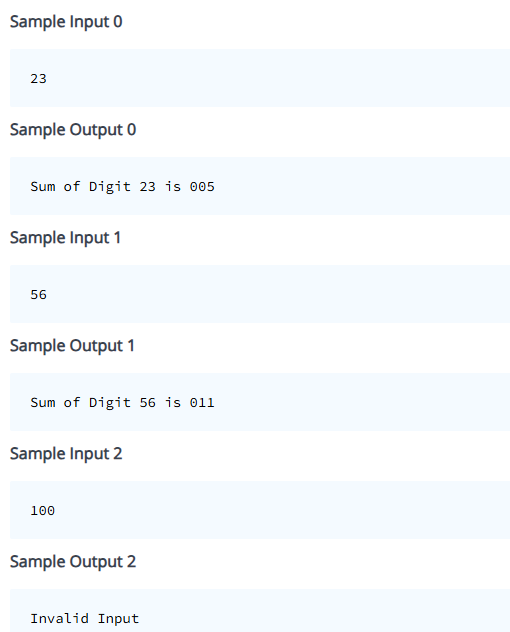 Sample Input 0
23
Sample Output 0
Sum of Digit 23 is 005
Sample Input 1
56
Sample Output 1
Sum of Digit 56 is 011
Sample Input 2
100
Sample Output 2
Invalid Input